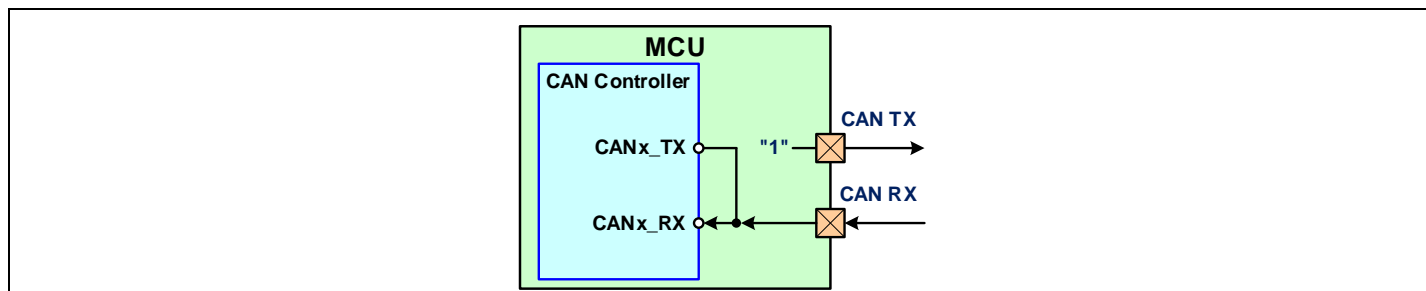 MCU
CAN Controller
CANx_TX
"1"
CAN TX
CANx_RX
CAN RX